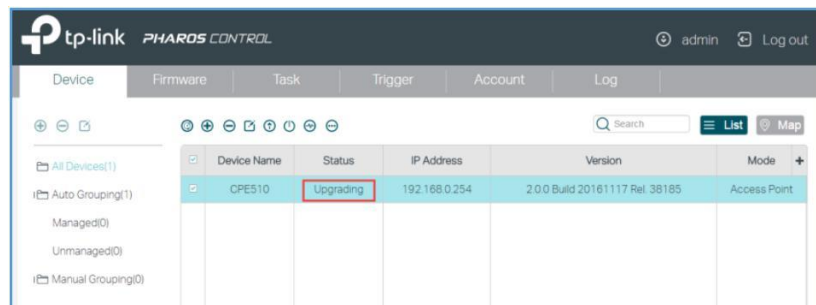 tp-link PHAROS CONTROL
admin Log out
Device Firmware Task Trigger Account Log
Search List Map
All Devices(1)
Auto Grouping(1)
Managed(0)
Unmanaged(0)
Manual Grouping(0)
Device Name Status IP Address Version Mode +
CPE510 Upgrading 192.168.0.254 2.0.0 Build 20161117 Rel. 38185 Access Point